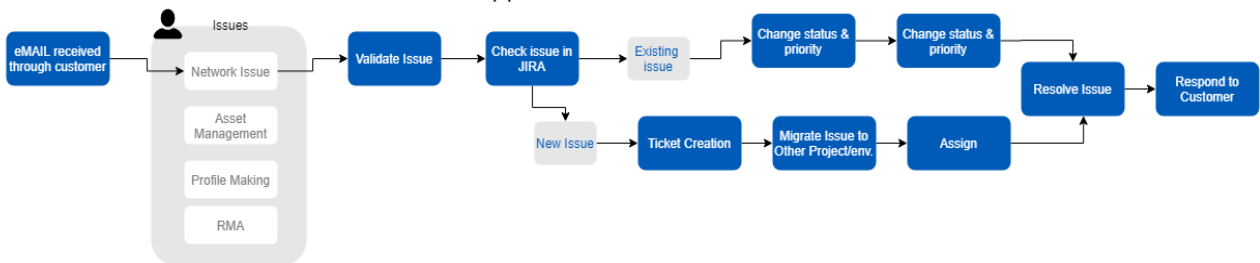 Issues
eMAIL received
through customer
Network Issue
Asset
Management
Profile Making
RMA
Validate Issue
Check issue in
JIRA
Existing
issue
Change status &
priority
Change status &
priority
New Issue
Ticket Creation
Migrate Issue to
Other Project/env.
Assign
Resolve Issue
Respond to
Customer